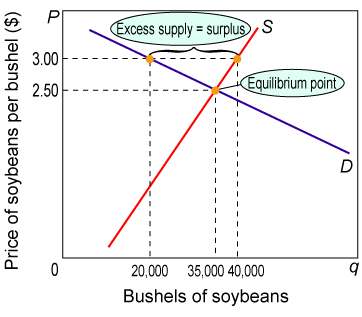 P
Excess supply = surplus
S
3.00
Equilibrium point
2.50
D
Price of soybeans per bushel ($)
0
20,000
35,000
40,000
q
Bushels of soybeans